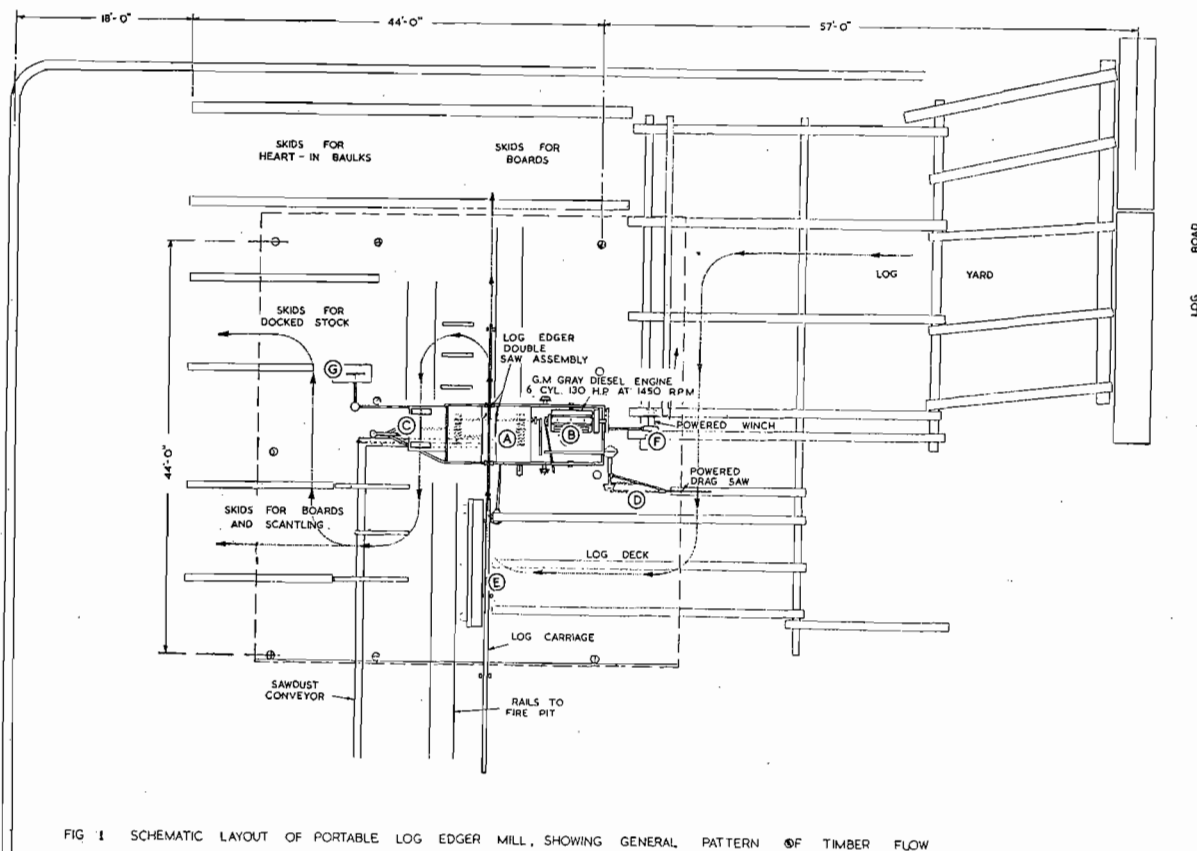 18'-0"
44'-0"
57'-0"
SKIDS FOR
HEART-IN BAULKS
SKIDS FOR
BOARDS
LOG YARD
LOG ROAD
SKIDS FOR
DOCKED STOCK
LOG EDGER
DOUBLE
SAW ASSEMBLY
G.M GRAY DIESEL ENGINE
6 CYL. 130 H.P. AT 1450 RPM
G
C
A
B
F
POWERED WINCH
44'-0"
POWERED
DRAG SAW
D
SKIDS FOR BOARDS
AND SCANTLING
LOG DECK
E
LOG CARRIAGE
SAWDUST
CONVEYOR
RAILS TO
FIRE PIT
FIG 1 SCHEMATIC LAYOUT OF PORTABLE LOG EDGER MILL, SHOWING GENERAL PATTERN OF TIMBER FLOW